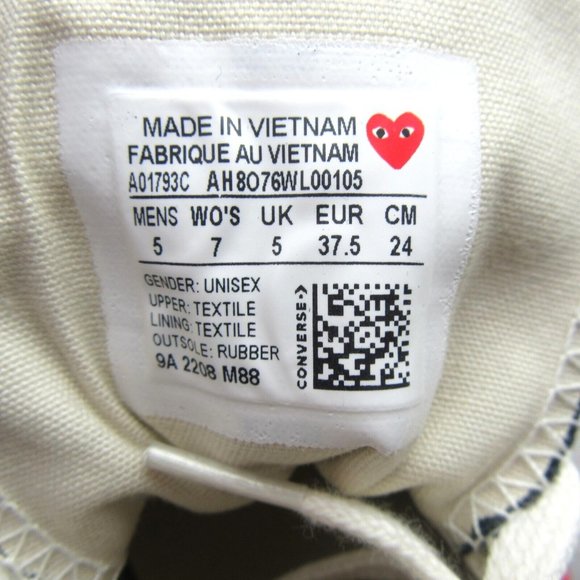 MADE IN VIETNAM
FABRIQUE AU VIETNAM
A01793C AH8O76WL00105
MENS WO'S UK EUR CM
5 7 5 37.5 24
GENDER: UNISEX
UPPER: TEXTILE
LINING: TEXTILE
OUTSOLE: RUBBER
9A 2208 M88
CONVERSE